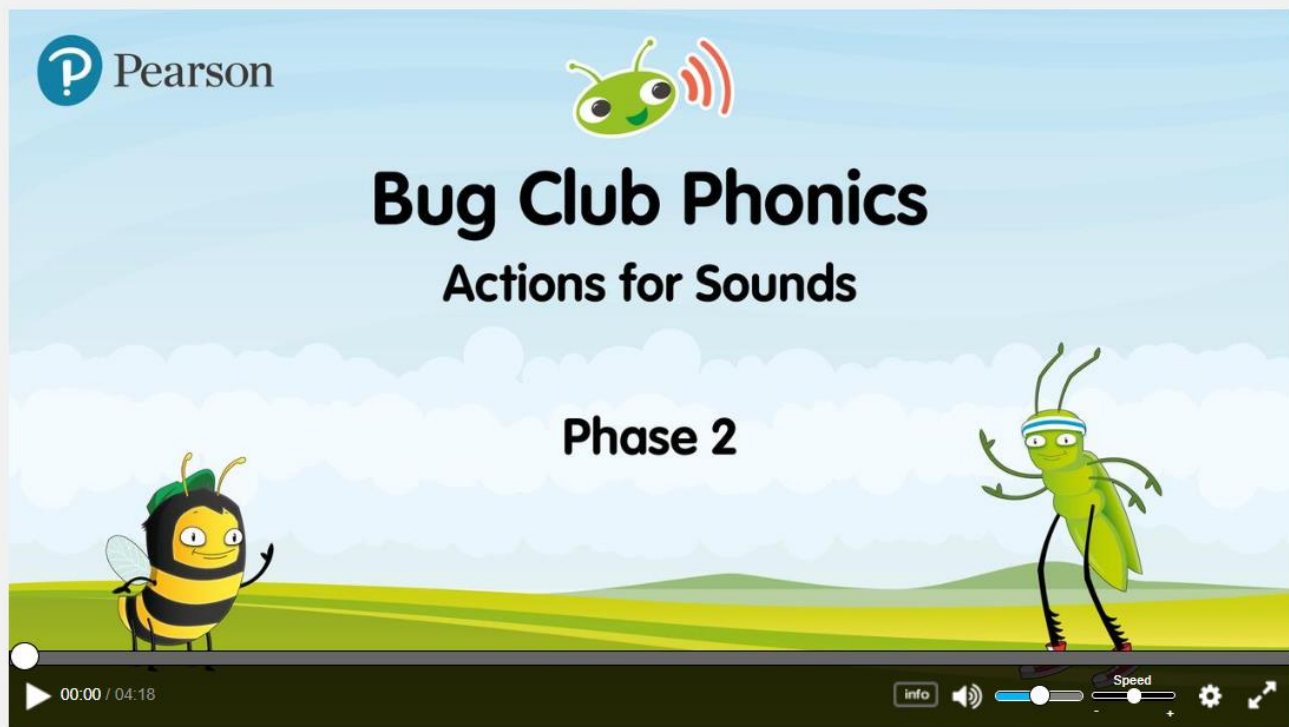 Pearson
Bug Club Phonics
Actions for Sounds
Phase 2
Speed
00:00 / 04:18
info
- +